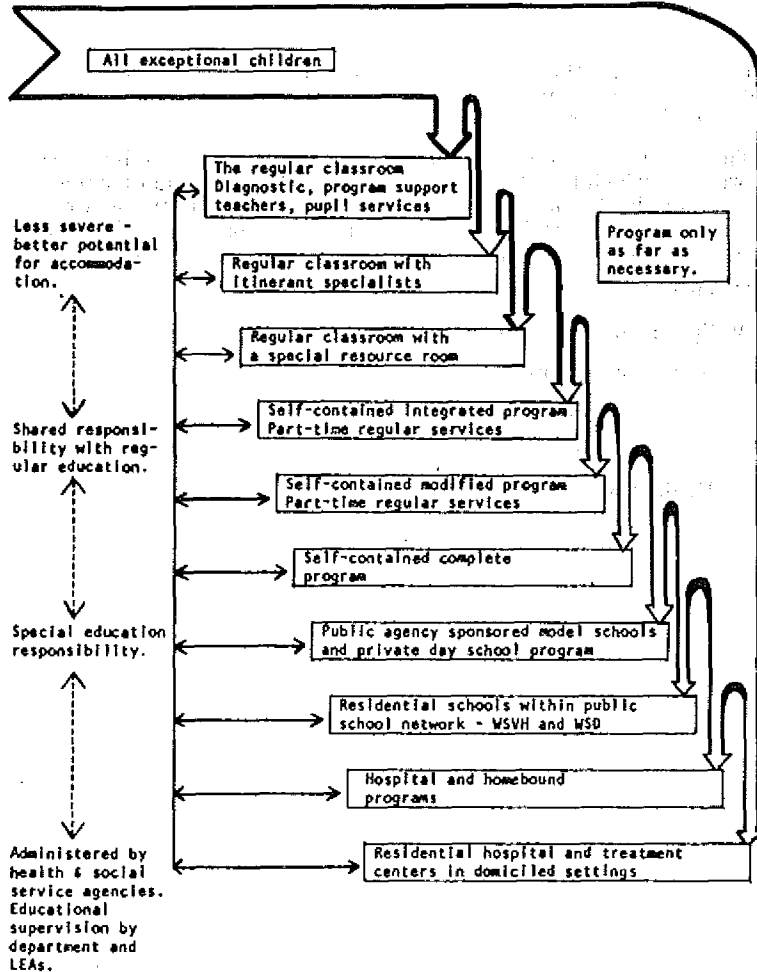 All exceptional children
The regular classroom
Diagnostic, program support
teachers, pupil services
Less severe -
better potential
for accommoda-
tion.
Program only
as far as
necessary.
Regular classroom with
itinerant specialists
Regular classroom with
a special resource room
Self-contained integrated program
Part-time regular services
Shared responsi-
bility with reg-
ular education.
Self-contained modified program
Part-time regular services
Self-contained complete
program
Special education
responsibility.
Public agency sponsored model schools
and private day school program
Residential schools within public
school network - WSVH and WSD
Hospital and homebound
programs
Administered by
health & social
service agencies.
Educational
supervision by
department and
LEAs.
Residential hospital and treatment
centers in domiciled settings